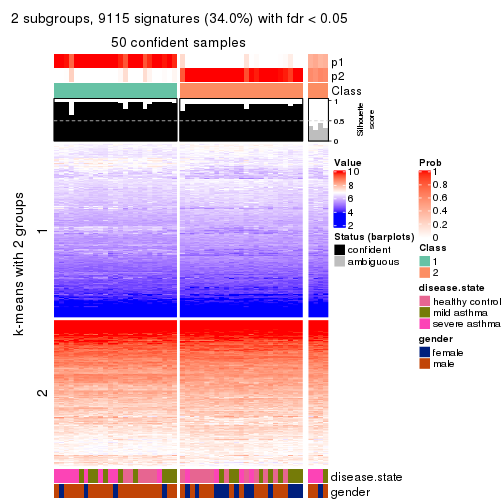 2 subgroups, 9115 signatures (34.0%) with fdr < 0.05
50 confident samples
p1
p2
Class
1
0.5
0
Silhouette
score
k-means with 2 groups
1
2
disease.state
gender
Value
10
8
6
4
2
Status (barplots)
confident
ambiguous
Prob
1
0.8
0.6
0.4
0.2
0
Class
1
2
disease.state
healthy control
mild asthma
severe asthma
gender
female
male